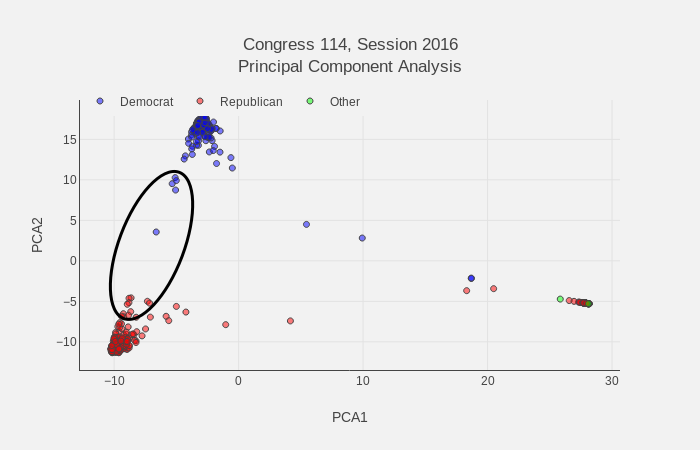 Congress 114, Session 2016
Principal Component Analysis
Democrat Republican Other
15
10
5
0
−5
−10
PCA2
−10 0 10 20 30
PCA1